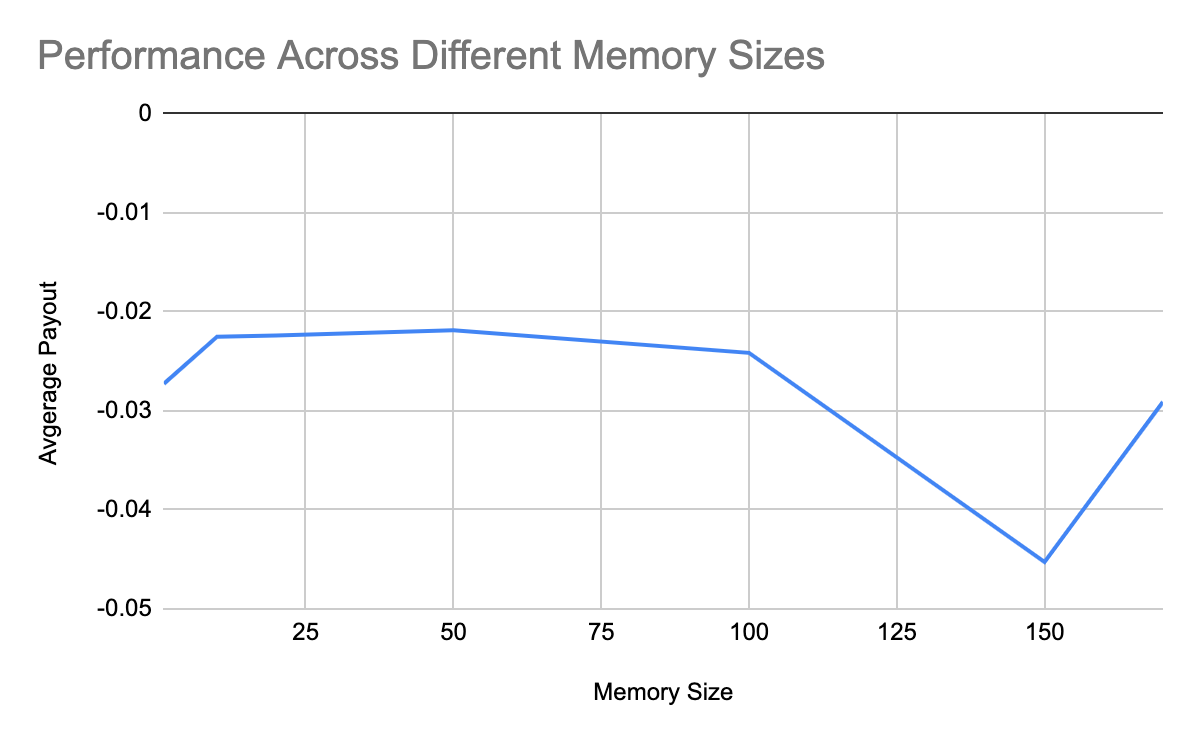 Performance Across Different Memory Sizes
0
-0.01
-0.02
-0.03
-0.04
-0.05
Avgerage Payout
25 50 75 100 125 150
Memory Size